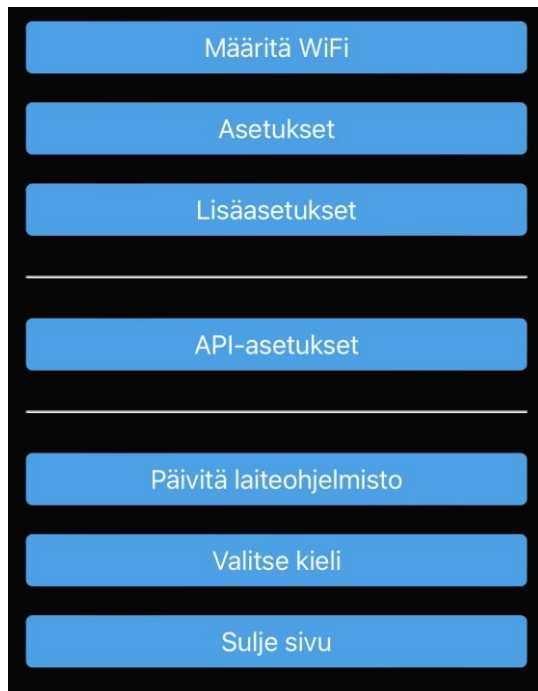 Määritä WiFi
Asetukset
Lisäasetukset
API-asetukset
Päivitä laiteohjelmisto
Valitse kieli
Sulje sivu